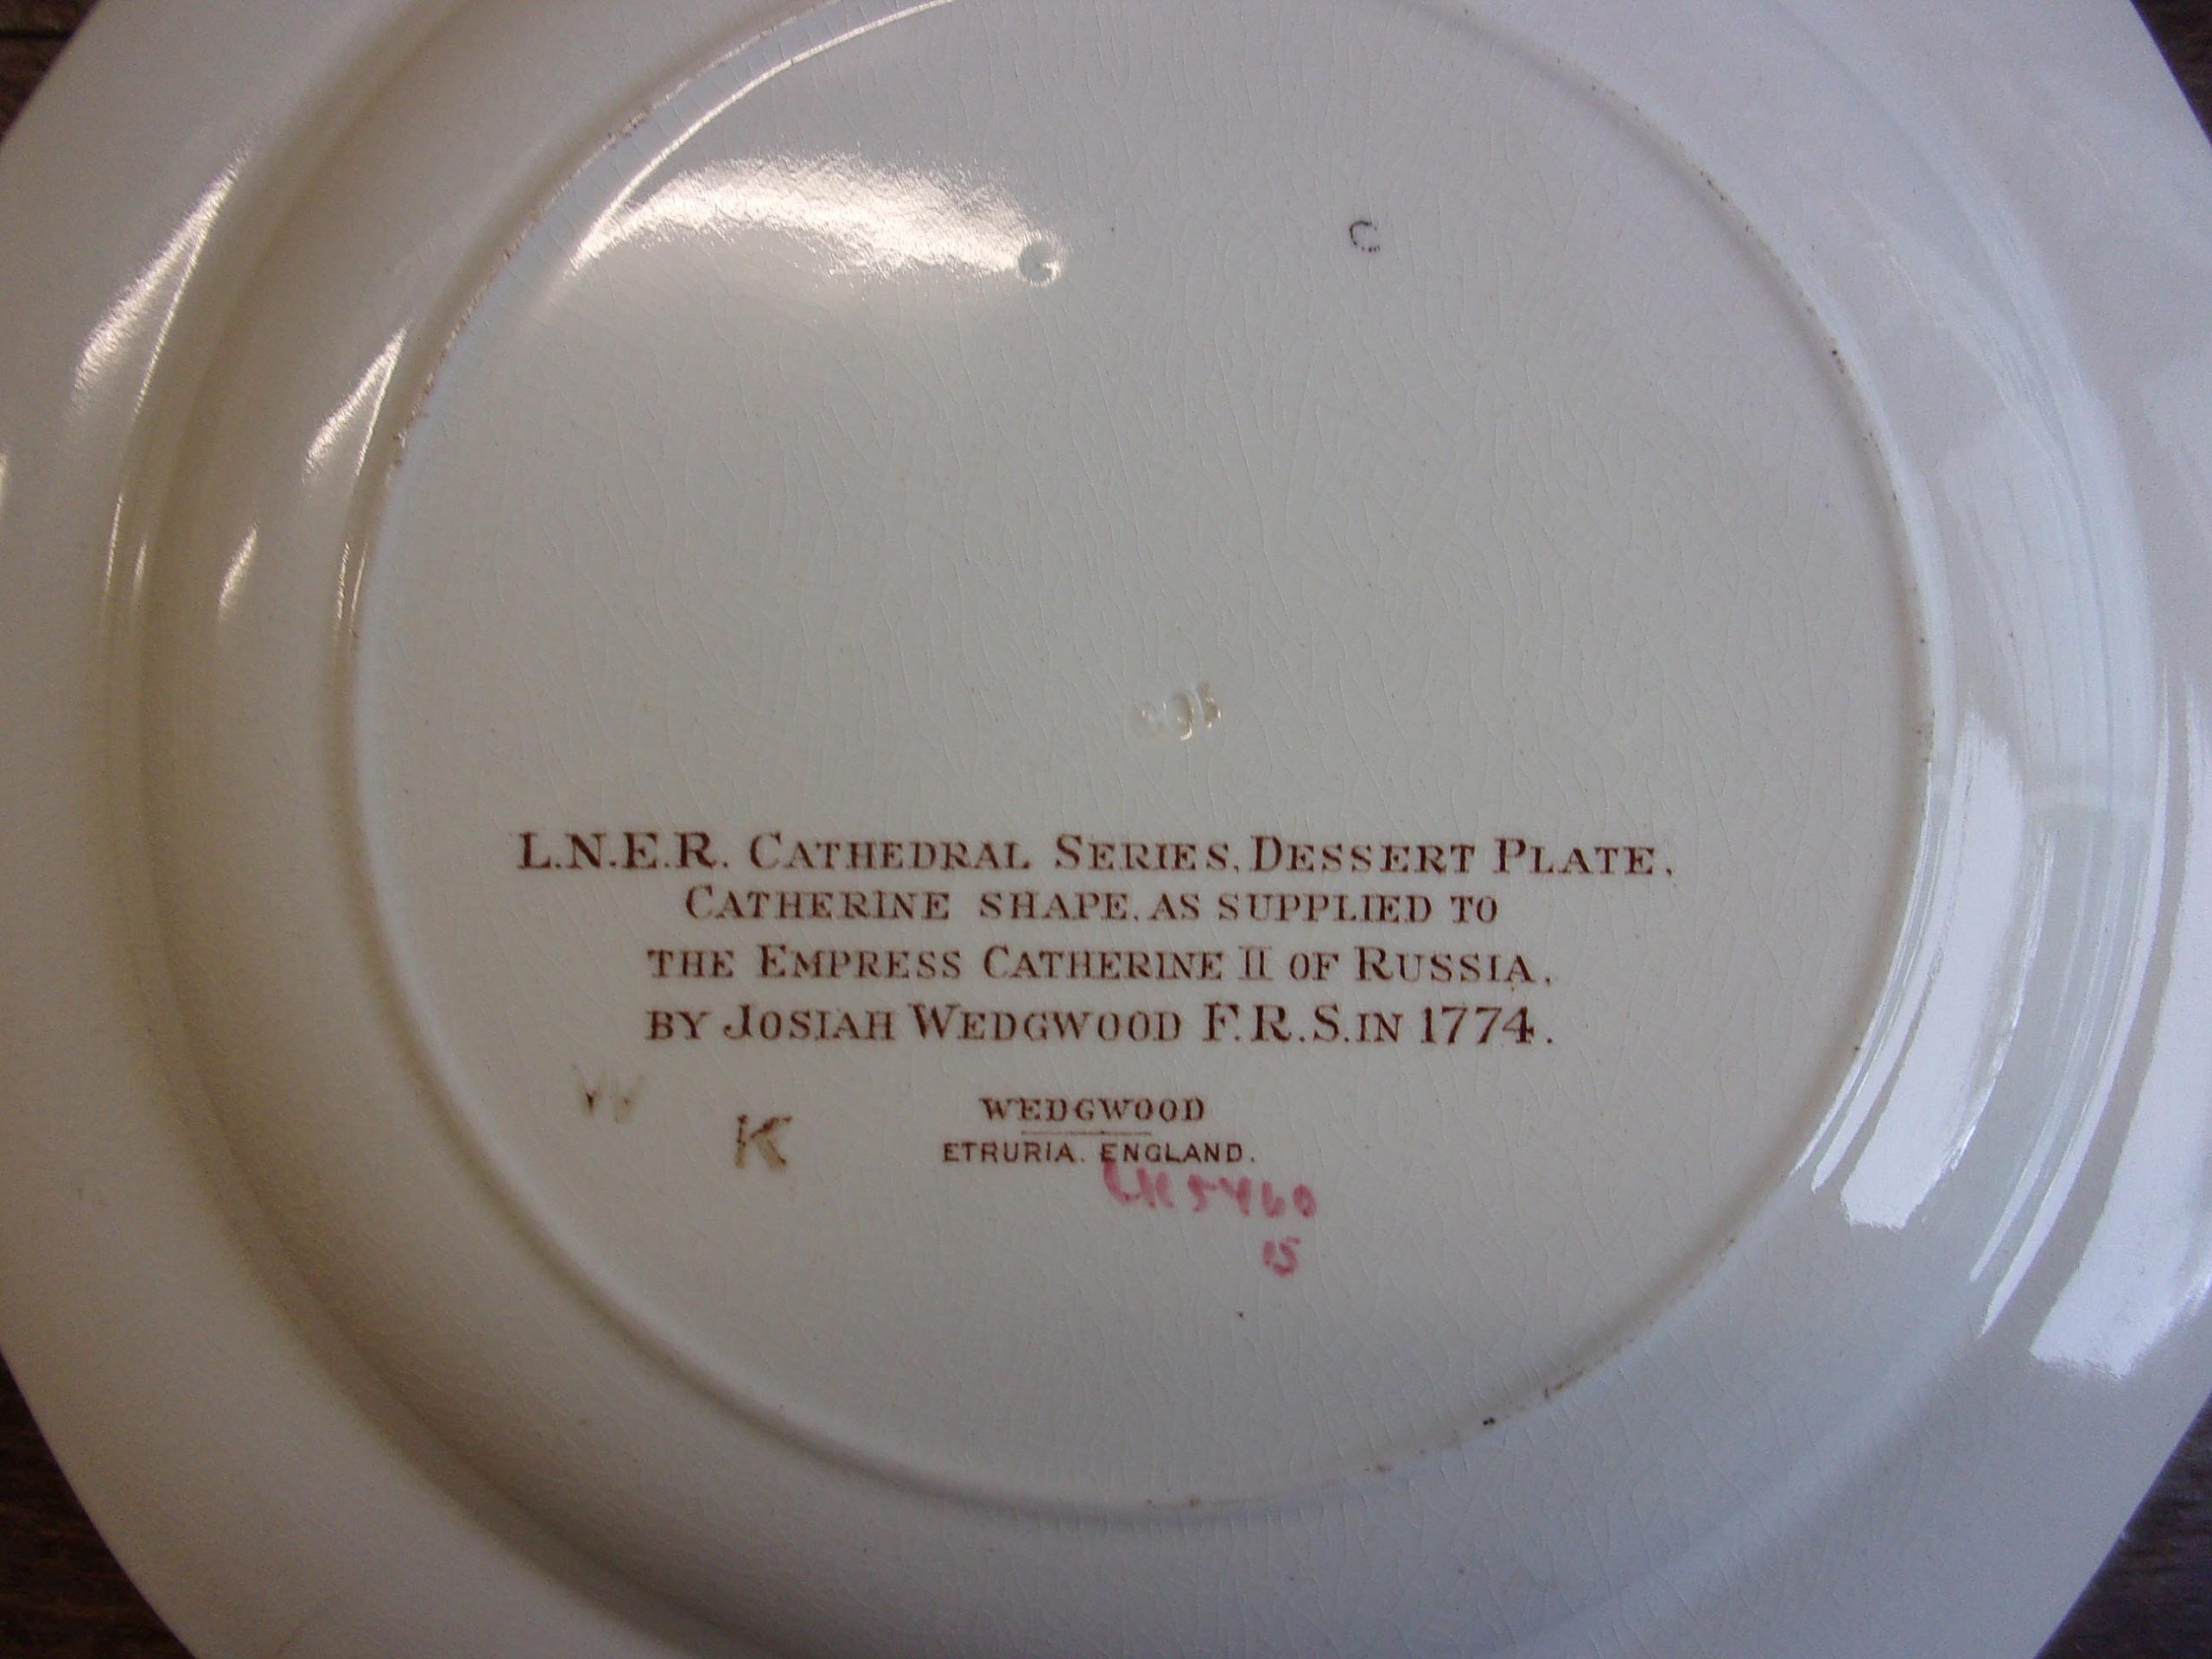 C
L.N.E.R. CATHEDRAL SERIES, DESSERT PLATE,
CATHERINE SHAPE, AS SUPPLIED TO
THE EMPRESS CATHERINE II OF RUSSIA,
BY JOSIAH WEDGWOOD F.R.S. IN 1774.
WEDGWOOD
K
ETRURIA. ENGLAND.
15